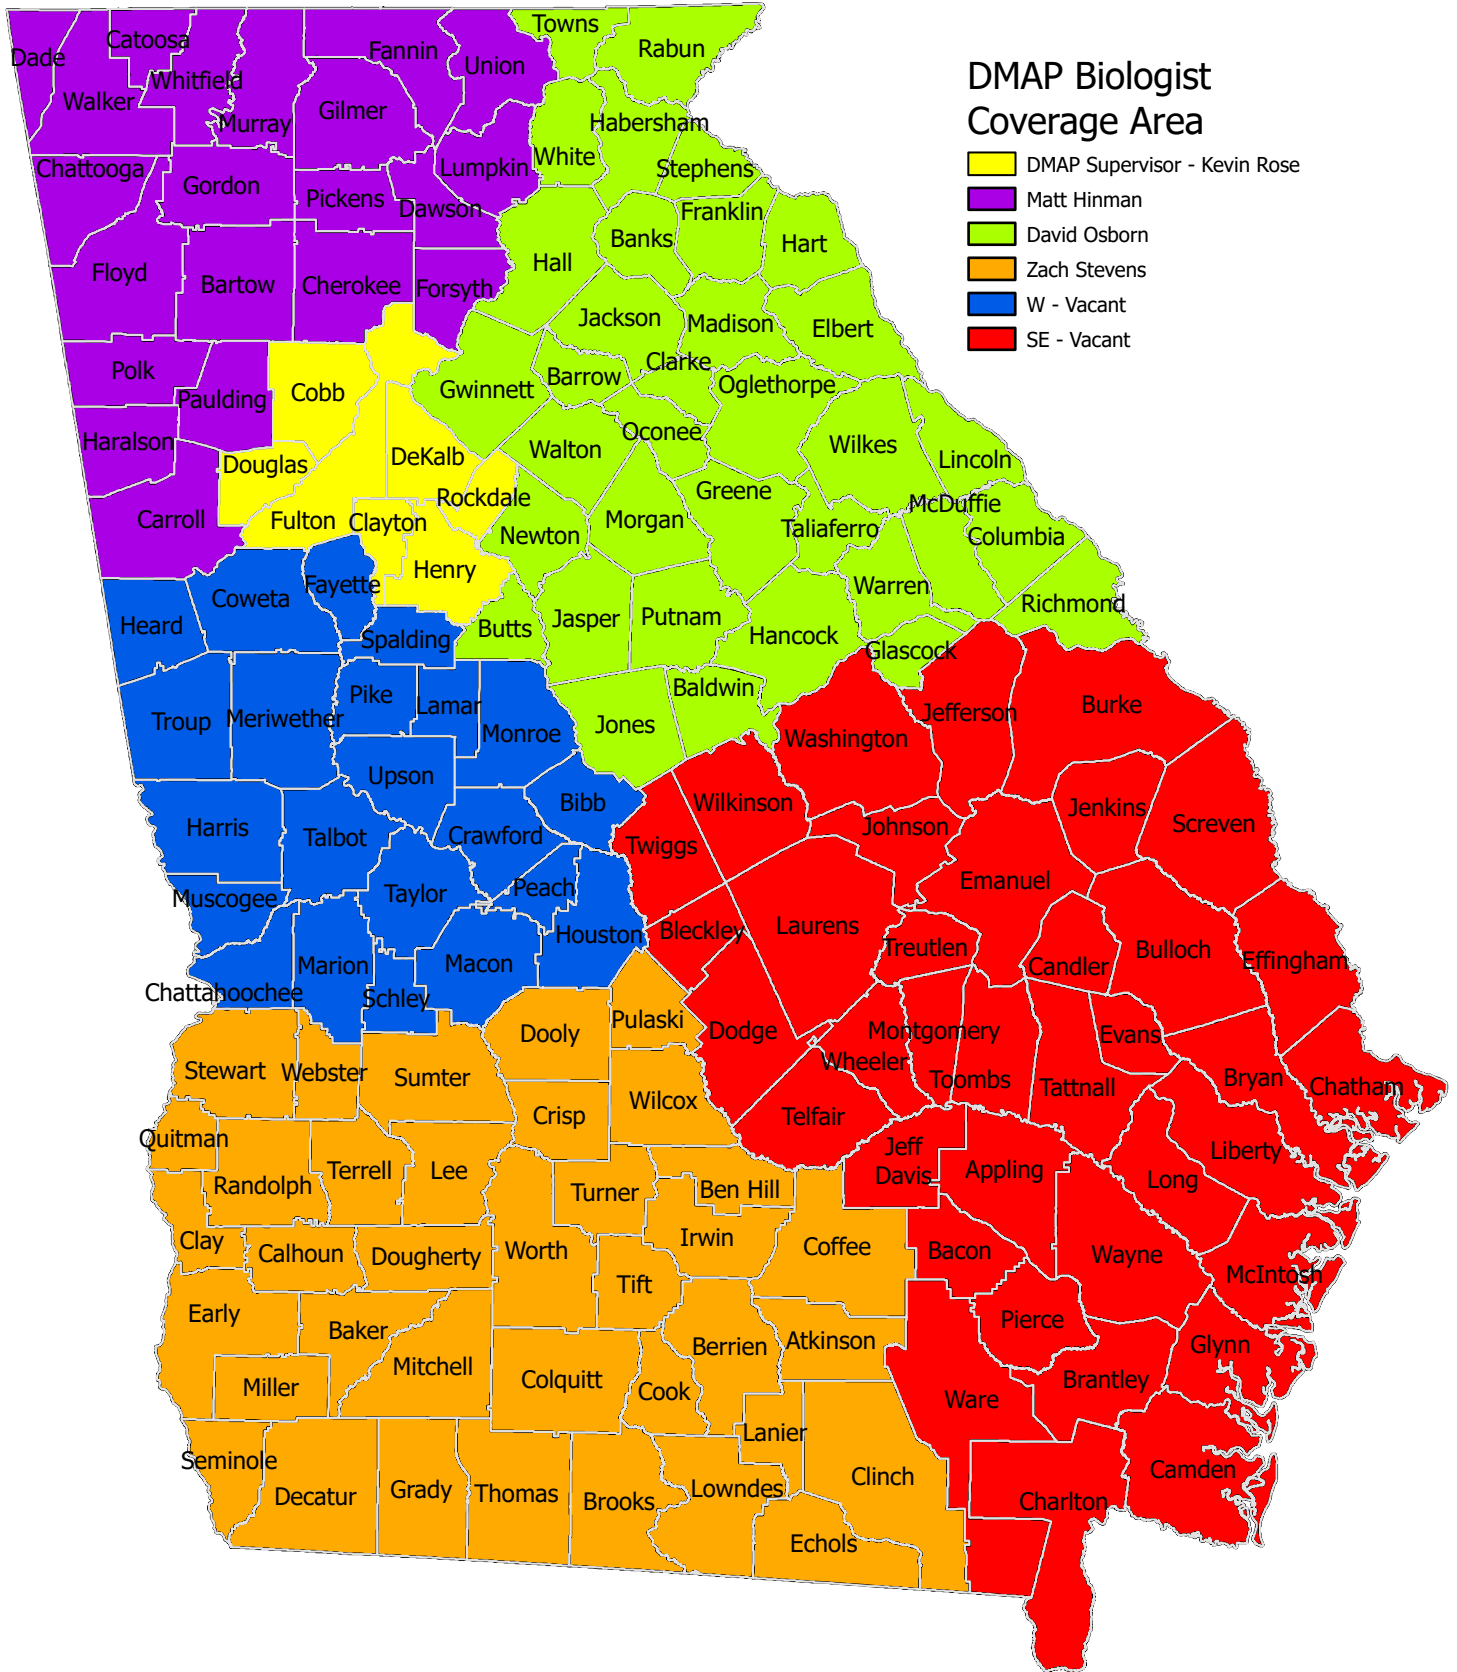 DMAP Biologist
Coverage Area
DMAP Supervisor - Kevin Rose
Matt Hinman
David Osborn
Zach Stevens
W - Vacant
SE - Vacant
Towns
Rabun
Dade
Catoosa
Fannin
Union
Whitfield
Walker
Gilmer
Murray
Habersham
White
Lumpkin
Stephens
Chattooga
Gordon
Pickens
Dawson
Franklin
Banks
Hart
Hall
Floyd
Bartow
Cherokee
Forsyth
Jackson
Madison
Elbert
Clarke
Polk
Paulding
Cobb
Gwinnett
Barrow
Oglethorpe
Haralson
Douglas
DeKalb
Walton
Oconee
Wilkes
Lincoln
Rockdale
Greene
McDuffie
Carroll
Fulton
Clayton
Newton
Morgan
Taliaferro
Columbia
Henry
Fayette
Coweta
Warren
Richmond
Heard
Spalding
Butts
Jasper
Putnam
Hancock
Glascock
Troup
Meriwether
Pike
Lamar
Monroe
Jones
Baldwin
Washington
Jefferson
Burke
Upson
Bibb
Wilkinson
Johnson
Jenkins
Screven
Harris
Talbot
Crawford
Twiggs
Muscogee
Taylor
Peach
Emanuel
Houston
Bleckley
Laurens
Treutlen
Candler
Bulloch
Effingham
Chattahoochee
Marion
Schley
Macon
Dooly
Pulaski
Dodge
Montgomery
Evans
Stewart
Webster
Sumter
Wheeler
Toombs
Tattnall
Bryan
Chatham
Crisp
Wilcox
Telfair
Quitman
Randolph
Terrell
Lee
Turner
Ben Hill
Jeff
Davis
Appling
Long
Liberty
Clay
Calhoun
Dougherty
Worth
Irwin
Coffee
Bacon
Wayne
McIntosh
Tift
Early
Baker
Mitchell
Berrien
Atkinson
Pierce
Glynn
Miller
Colquitt
Cook
Ware
Brantley
Lanier
Seminole
Decatur
Grady
Thomas
Brooks
Lowndes
Clinch
Charlton
Camden
Echols